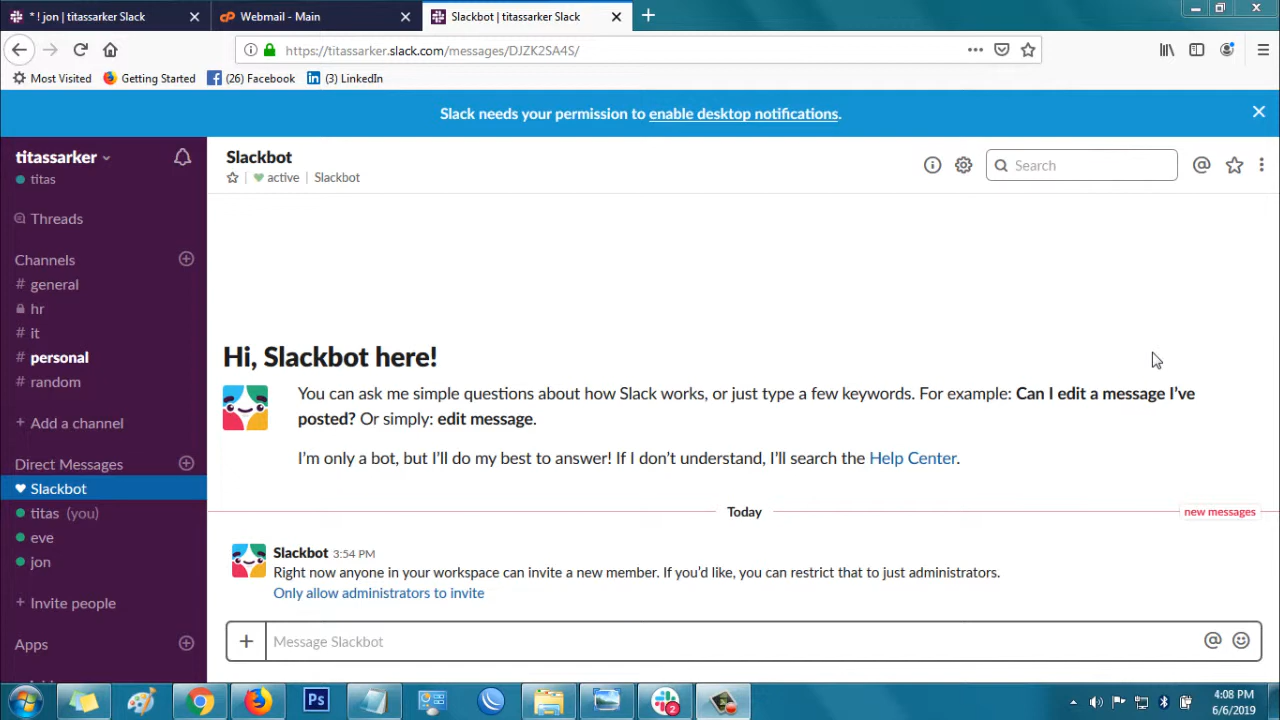 * ! jon | titassarker Slack
Webmail - Main
Slackbot | titassarker Slack
https://titassarker.slack.com/messages/DJZK2SA4S/
Most Visited
Getting Started
(26) Facebook
(3) LinkedIn
Slack needs your permission to enable desktop notifications.
titassarker
titas
Threads
Channels
# general
hr
# it
# personal
# random
+ Add a channel
Direct Messages
Slackbot
titas (you)
eve
jon
+ Invite people
Apps
Slackbot
active | Slackbot
Search
Hi, Slackbot here!
You can ask me simple questions about how Slack works, or just type a few keywords. For example: Can I edit a message I've
posted? Or simply: edit message.
I'm only a bot, but I'll do my best to answer! If I don't understand, I'll search the Help Center.
Today
new messages
Slackbot 3:54 PM
Right now anyone in your workspace can invite a new member. If you'd like, you can restrict that to just administrators.
Only allow administrators to invite
Message Slackbot
Ps
2
4:08 PM
6/6/2019